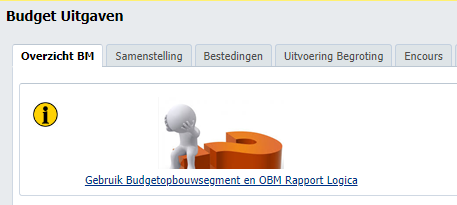 Budget Uitgaven
Overzicht BM Samenstelling Bestedingen Uitvoering Begroting Encours
Gebruik Budgetopbouwsegment en OBM Rapport Logica